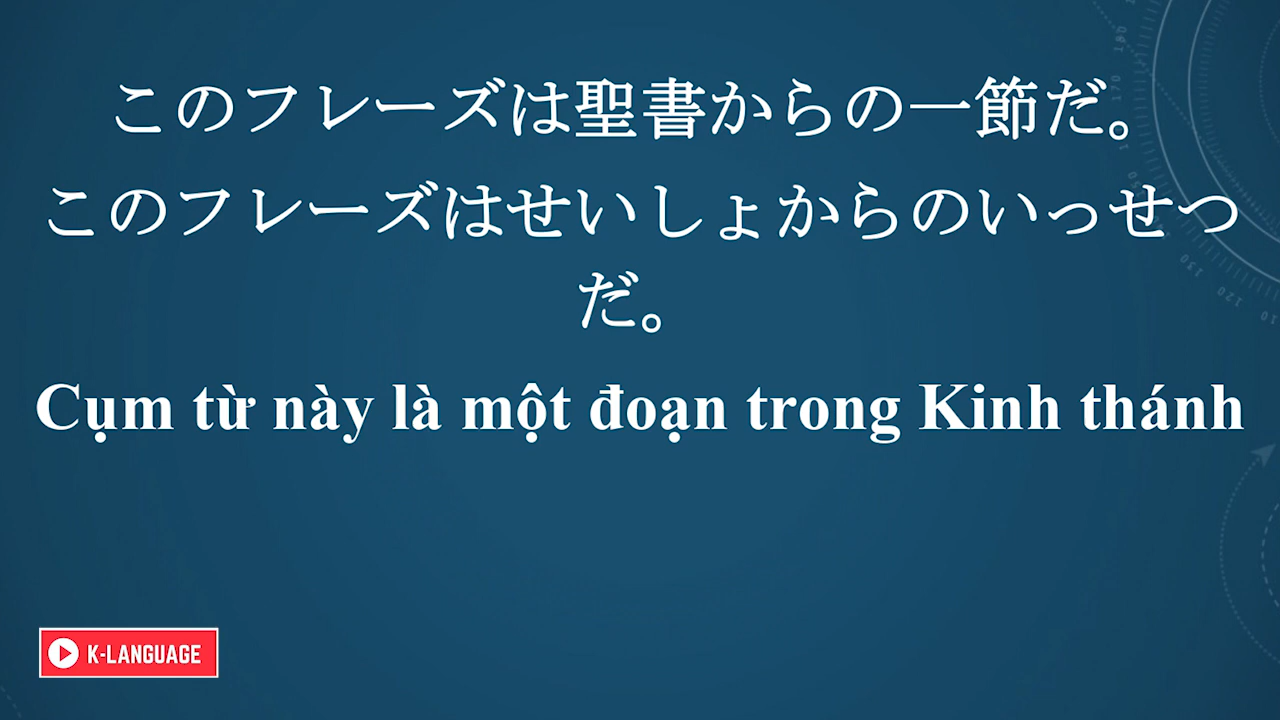 このフレーズは聖書からの一節だ。
このフレーズはせいしょからのいっせつ
だ。
Cụm từ này là một đoạn trong Kinh thánh
K-LANGUAGE